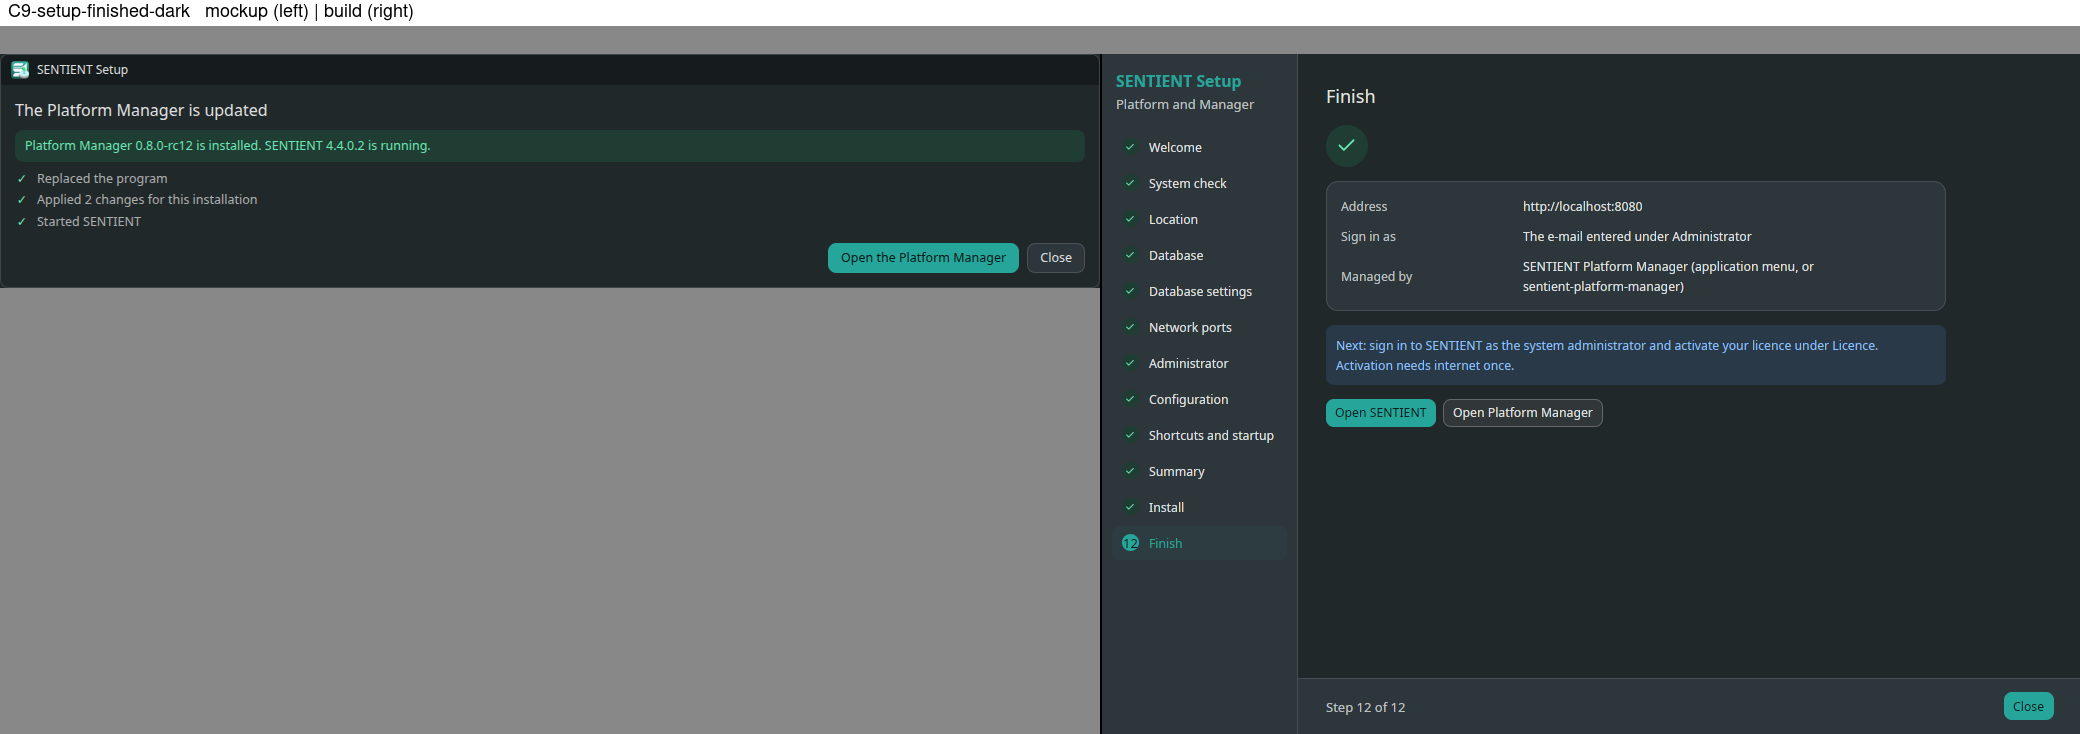 C9-setup-finished-dark mockup (left) | build (right)
SENTIENT Setup
The Platform Manager is updated
Platform Manager 0.8.0-rc12 is installed. SENTIENT 4.4.0.2 is running.
✓ Replaced the program
✓ Applied 2 changes for this installation
✓ Started SENTIENT
Open the Platform Manager
Close
SENTIENT Setup
Platform and Manager
Welcome
System check
Location
Database
Database settings
Network ports
Administrator
Configuration
Shortcuts and startup
Summary
Install
12 Finish
Finish
Address http://localhost:8080
Sign in as The e-mail entered under Administrator
Managed by SENTIENT Platform Manager (application menu, or
sentient-platform-manager)
Next: sign in to SENTIENT as the system administrator and activate your licence under Licence.
Activation needs internet once.
Open SENTIENT
Open Platform Manager
Step 12 of 12
Close